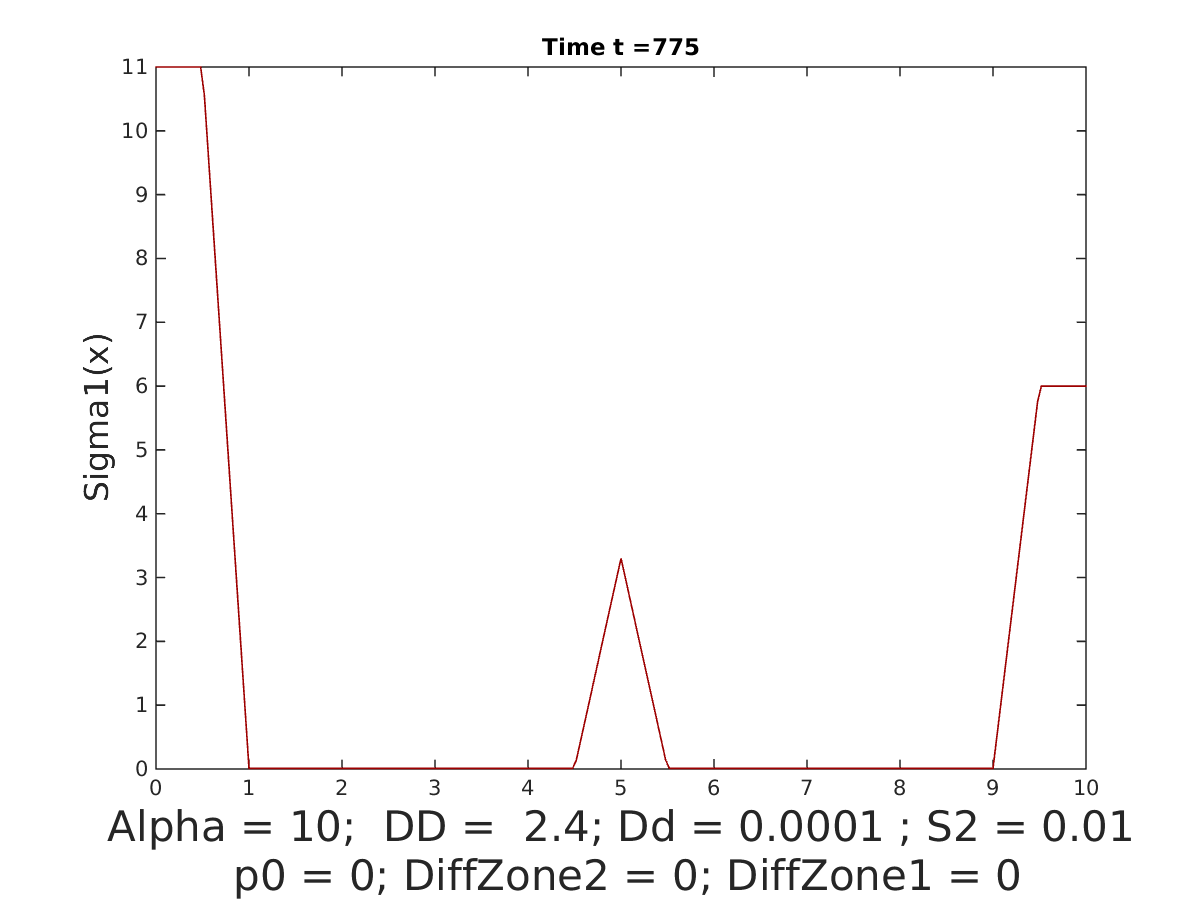 Time t =775
11
10
9
8
7
6
5
4
3
2
1
0
Sigma1(x)
0 1 2 3 4 5 6 7 8 9 10
Alpha = 10;  DD =  2.4; Dd = 0.0001 ; S2 = 0.01
p0 = 0; DiffZone2 = 0; DiffZone1 = 0